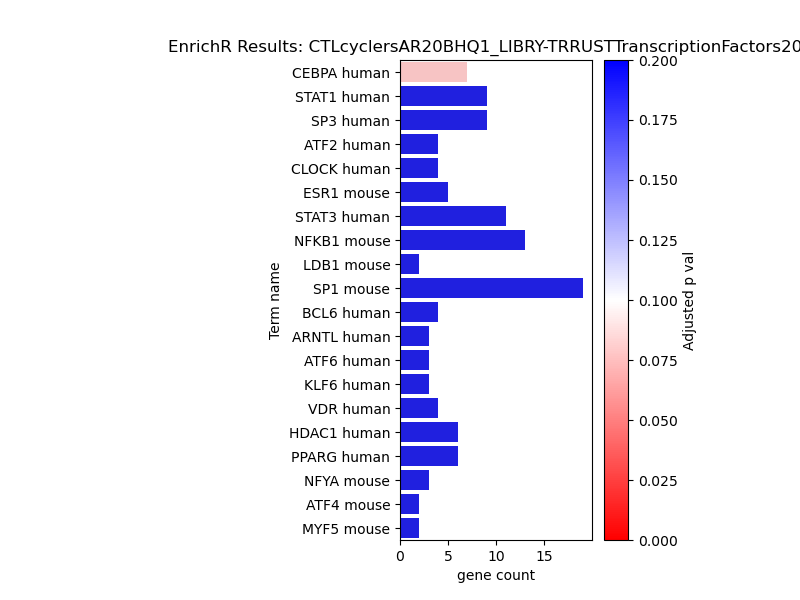 EnrichR Results: CTLcyclersAR20BHQ1_LIBRY-TRRUSTTranscriptionFactors20
CEBPA human
STAT1 human
SP3 human
ATF2 human
CLOCK human
ESR1 mouse
STAT3 human
NFKB1 mouse
LDB1 mouse
SP1 mouse
BCL6 human
ARNTL human
ATF6 human
KLF6 human
VDR human
HDAC1 human
PPARG human
NFYA mouse
ATF4 mouse
MYF5 mouse
Term name
0 5 10 15
gene count
0.200
0.175
0.150
0.125
0.100
0.075
0.050
0.025
0.000
Adjusted p val